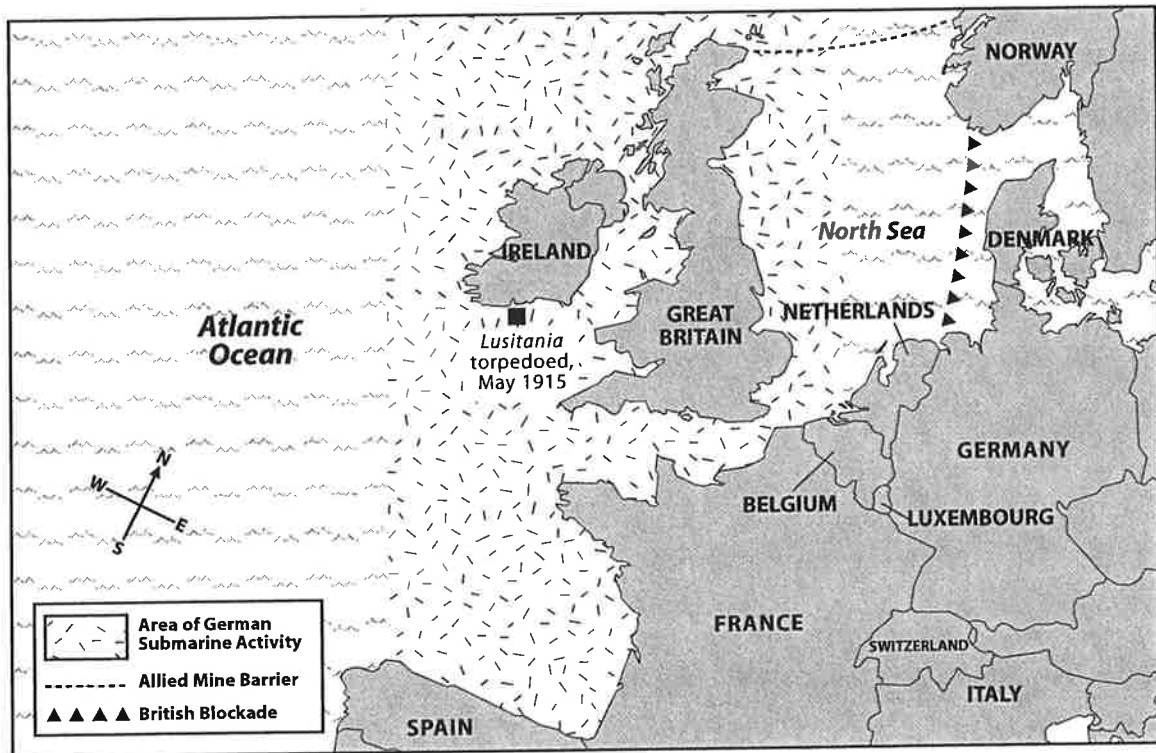 NORWAY
North Sea
DENMARK
IRELAND
NETHERLANDS
GREAT
BRITAIN
Atlantic
Ocean
Lusitania
torpedoed,
May 1915
GERMANY
BELGIUM
LUXEMBOURG
N
W
E
S
FRANCE
SWITZERLAND
ITALY
SPAIN
Area of German
Submarine Activity
Allied Mine Barrier
British Blockade